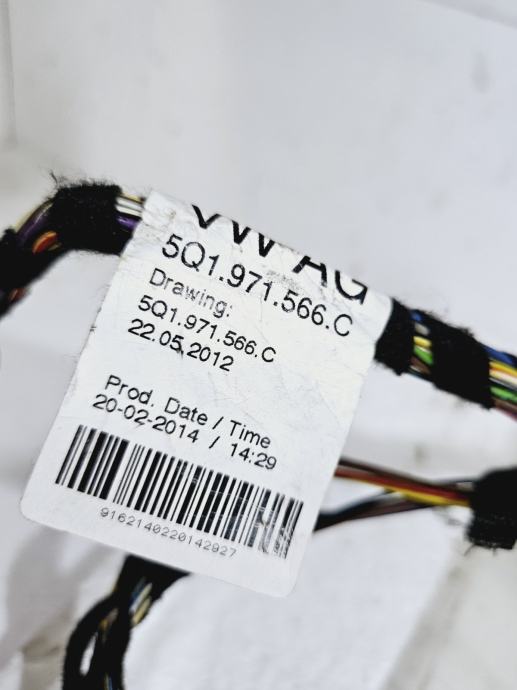 VW AG
5Q1.971.566.C
Drawing:
5Q1.971.566.C
22.05.2012
Prod. Date / Time
20-02-2014 / 14:29
9162140220142927